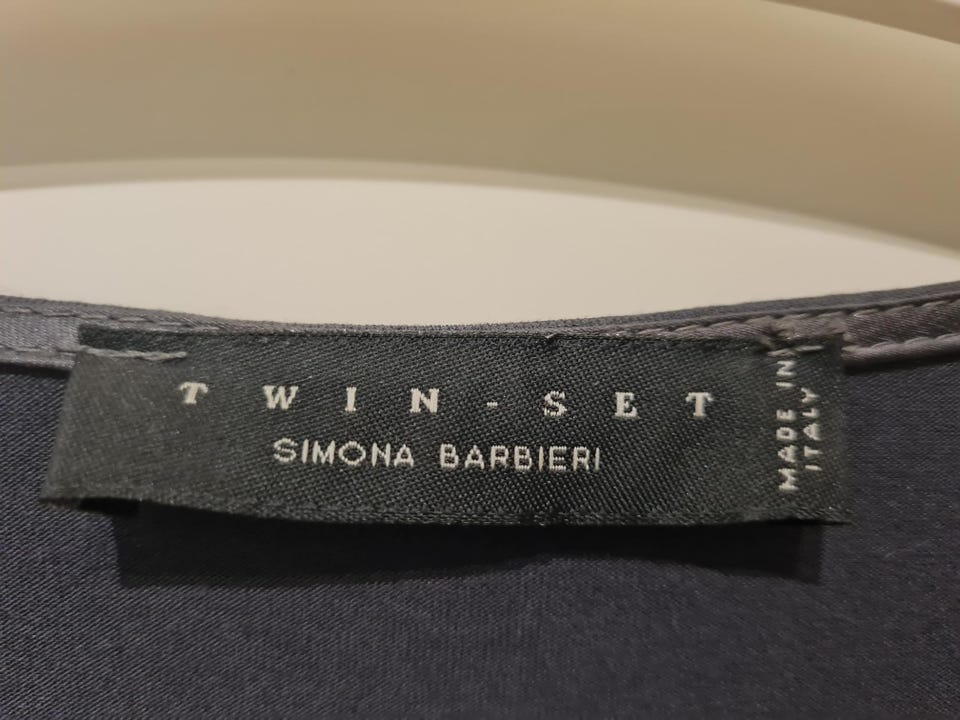 TWIN-SET
SIMONA BARBIERI
MADE IN
ITALY